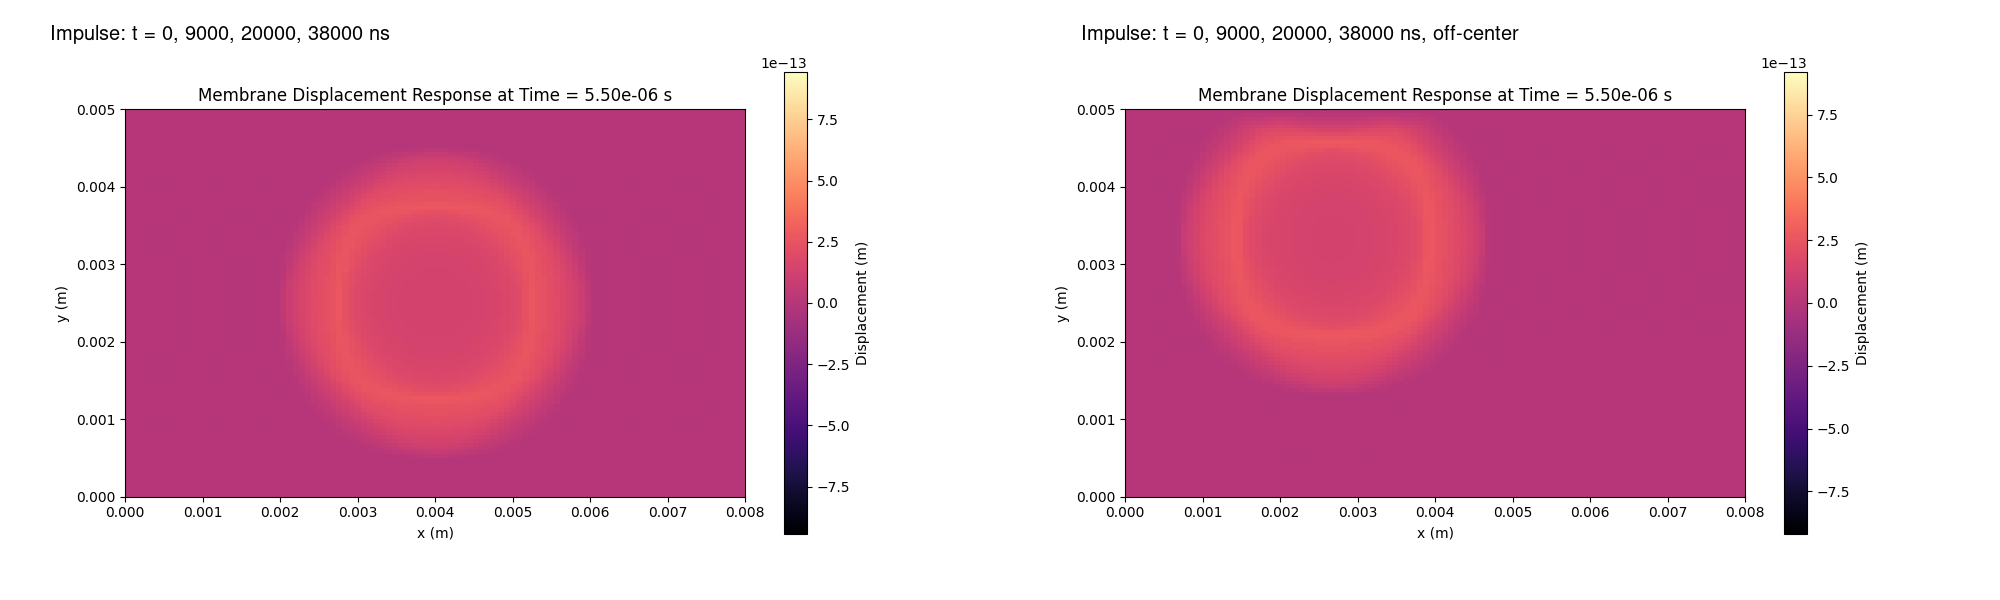 Impulse: t = 0, 9000, 20000, 38000 ns
1e−13
Membrane Displacement Response at Time = 5.50e-06 s
0.005
0.004
0.003
0.002
0.001
0.000
y (m)
0.000 0.001 0.002 0.003 0.004 0.005 0.006 0.007 0.008
x (m)
7.5
5.0
2.5
0.0
−2.5
−5.0
−7.5
Displacement (m)
Impulse: t = 0, 9000, 20000, 38000 ns, off-center
1e−13
Membrane Displacement Response at Time = 5.50e-06 s
0.005
0.004
0.003
0.002
0.001
0.000
y (m)
0.000 0.001 0.002 0.003 0.004 0.005 0.006 0.007 0.008
x (m)
7.5
5.0
2.5
0.0
−2.5
−5.0
−7.5
Displacement (m)